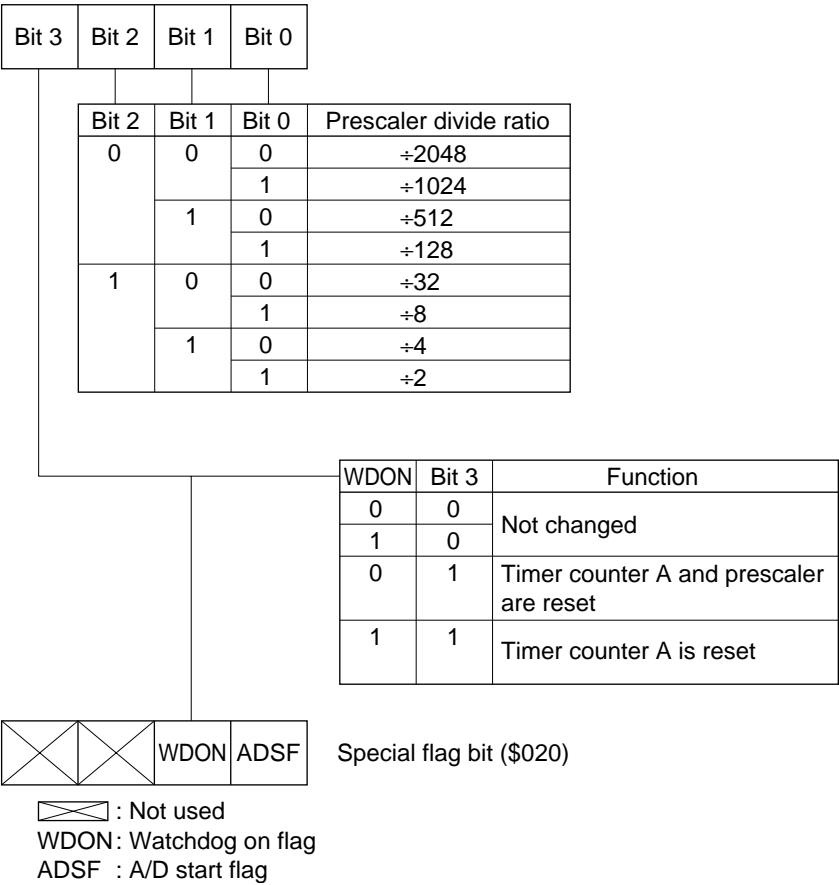 Bit 3 Bit 2 Bit 1 Bit 0
Bit 2 Bit 1 Bit 0 Prescaler divide ratio
0 0 0 ÷2048
1 ÷1024
1 0 ÷512
1 ÷128
1 0 0 ÷32
1 ÷8
1 0 ÷4
1 ÷2
WDON Bit 3 Function
0 0 Not changed
1 0
0 1 Timer counter A and prescaler
are reset
1 1 Timer counter A is reset
WDON ADSF Special flag bit ($020)
: Not used
WDON : Watchdog on flag
ADSF : A/D start flag